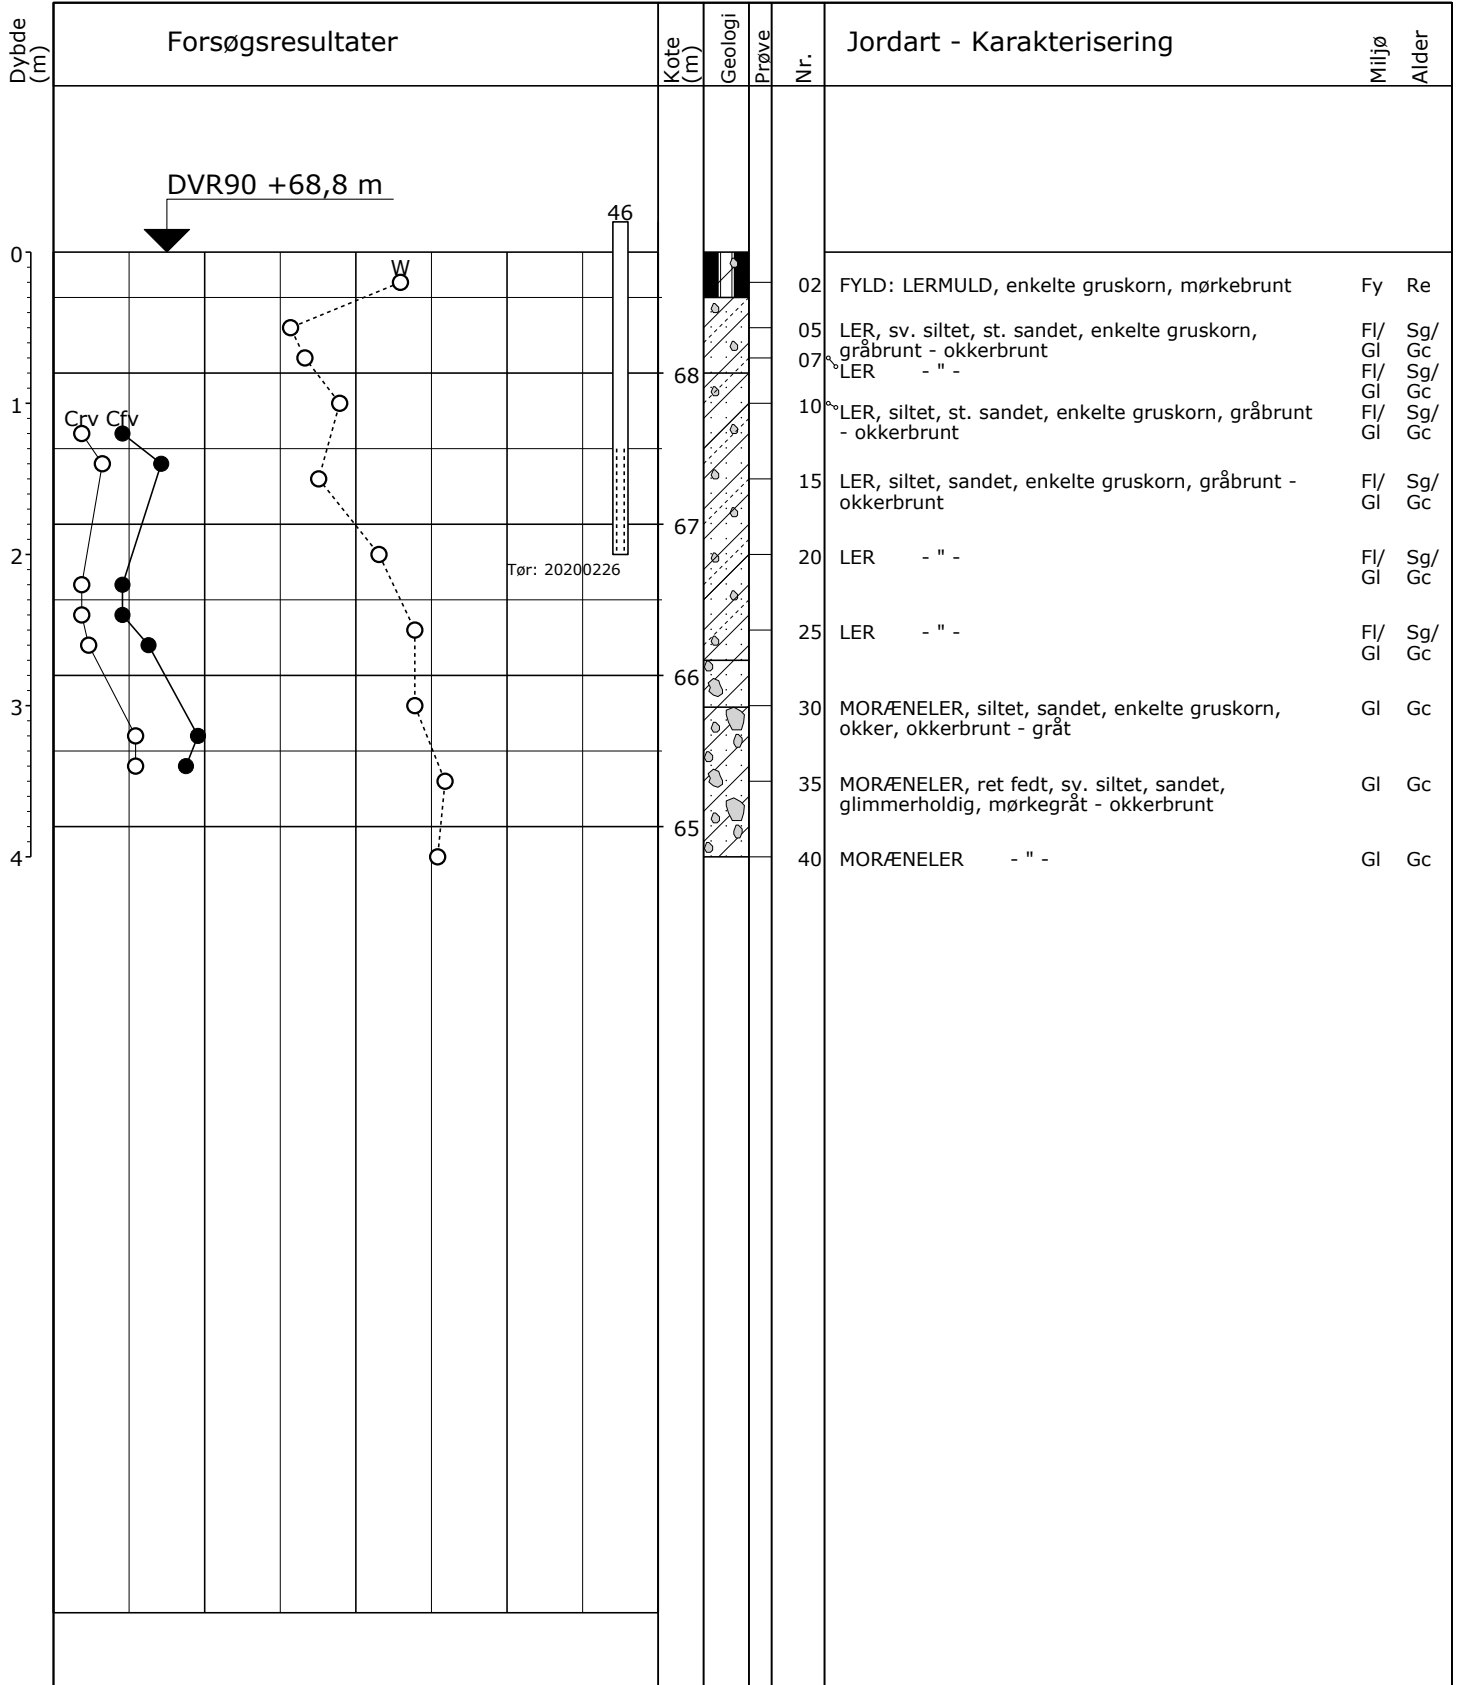 Dybde
(m)
Forsøgsresultater
Kote
(m)
Geologi
Prøve
Nr.
Jordart - Karakterisering
Miljø
Alder
DVR90 +68,8 m
46
0
W
02 FYLD: LERMULD, enkelte gruskorn, mørkebrunt Fy Re
05 LER, sv. siltet, st. sandet, enkelte gruskorn, Fl/ Sg/
gråbrunt - okkerbrunt Gl Gc
07 LER - " - Fl/ Sg/
Gl Gc
68
1
Crv Cfv
10 LER, siltet, st. sandet, enkelte gruskorn, gråbrunt Fl/ Sg/
- okkerbrunt Gl Gc
15 LER, siltet, sandet, enkelte gruskorn, gråbrunt - Fl/ Sg/
okkerbrunt Gl Gc
67
2
Tør: 20200226
20 LER - " - Fl/ Sg/
Gl Gc
25 LER - " - Fl/ Sg/
Gl Gc
66
3
30 MORÆNELER, siltet, sandet, enkelte gruskorn, Gl Gc
okker, okkerbrunt - gråt
35 MORÆNELER, ret fedt, sv. siltet, sandet, Gl Gc
glimmerholdig, mørkegråt - okkerbrunt
65
4
40 MORÆNELER - " - Gl Gc